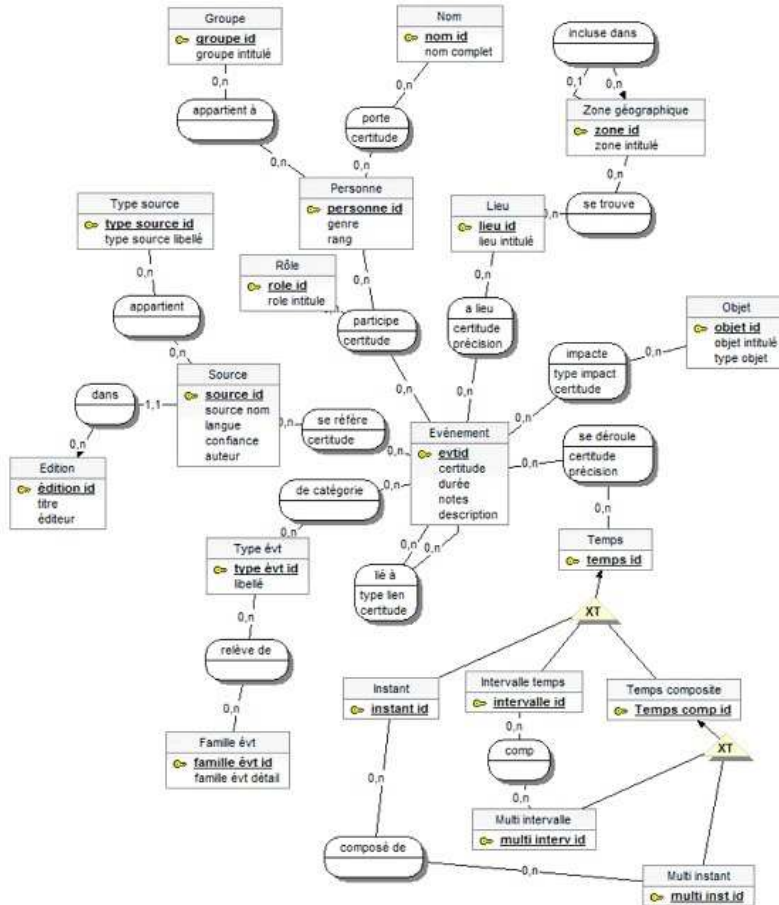 Groupe
groupe id
groupe intitulé
0,n
appartient à
0,n
Nom
nom id
nom complet
0,n
porte
certitude
0,n
incluse dans
0,1
0,n
Zone géographique
zone id
zone intitulé
0,n
se trouve
0,n
Personne
personne id
genre
rang
0,n
Lieu
lieu id
lieu intitulé
0,n
Type source
type source id
type source libellé
0,n
appartient
0,n
Rôle
role id
role intitule
0,n
participe
certitude
0,n
a lieu
certitude
précision
0,n
Objet
objet id
objet intitulé
type objet
0,n
impacte
type impact
certitude
0,n
Source
source id
source nom
langue
confiance
auteur
dans
1,1
0,n
Edition
édition id
titre
éditeur
0,n
se réfère
certitude
0,n
Evénement
evtid
certitude
durée
notes
description
0,n
se déroule
certitude
précision
0,n
de catégorie
0,n
0,n
Type évt
type èvt id
libellé
0,n
0,n
0,n
lié à
type lien
certitude
Temps
temps id
XT
relève de
0,n
Famille évt
famille évt id
famille évt détail
Instant
instant id
0,n
Intervalle temps
intervalle id
0,n
comp
0,n
Temps composite
Temps comp id
XT
Multi intervalle
multi interv id
composé de
0,n
Multi instant
multi inst id